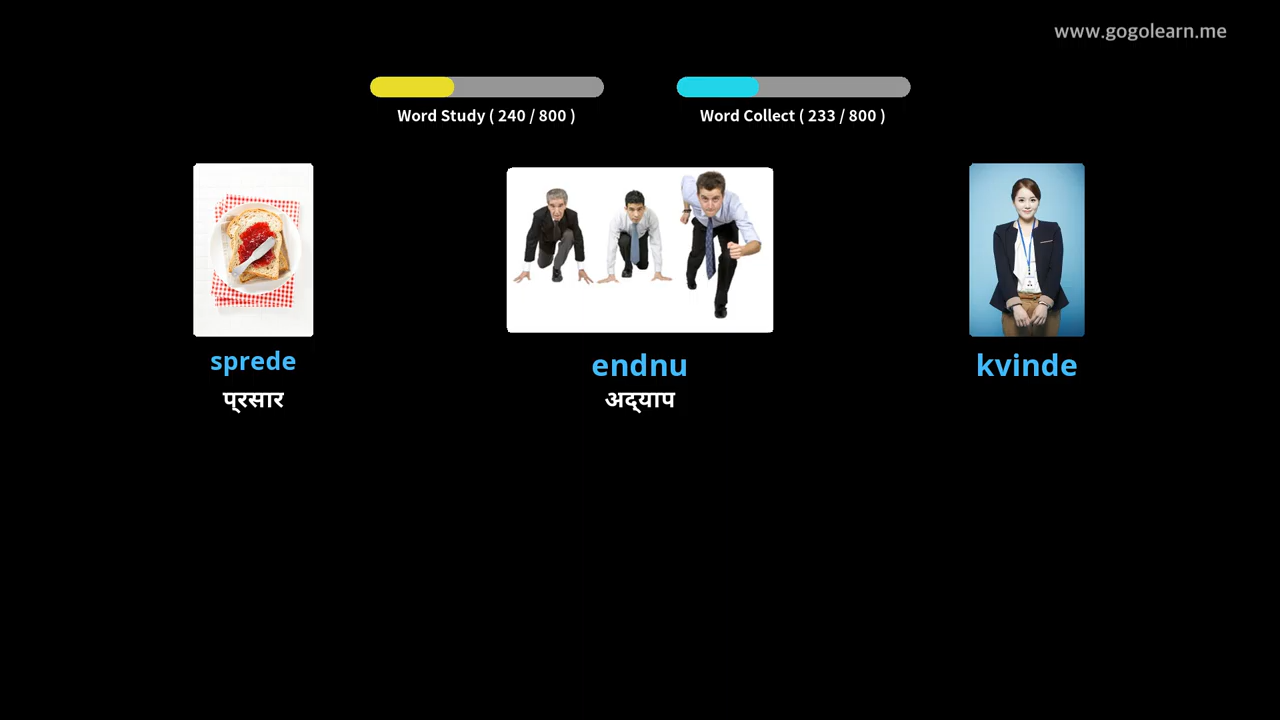 www.gogolearn.me
Word Study ( 240 / 800 )
Word Collect ( 233 / 800 )
sprede
endnu
kvinde
प्रसार
अद्याप